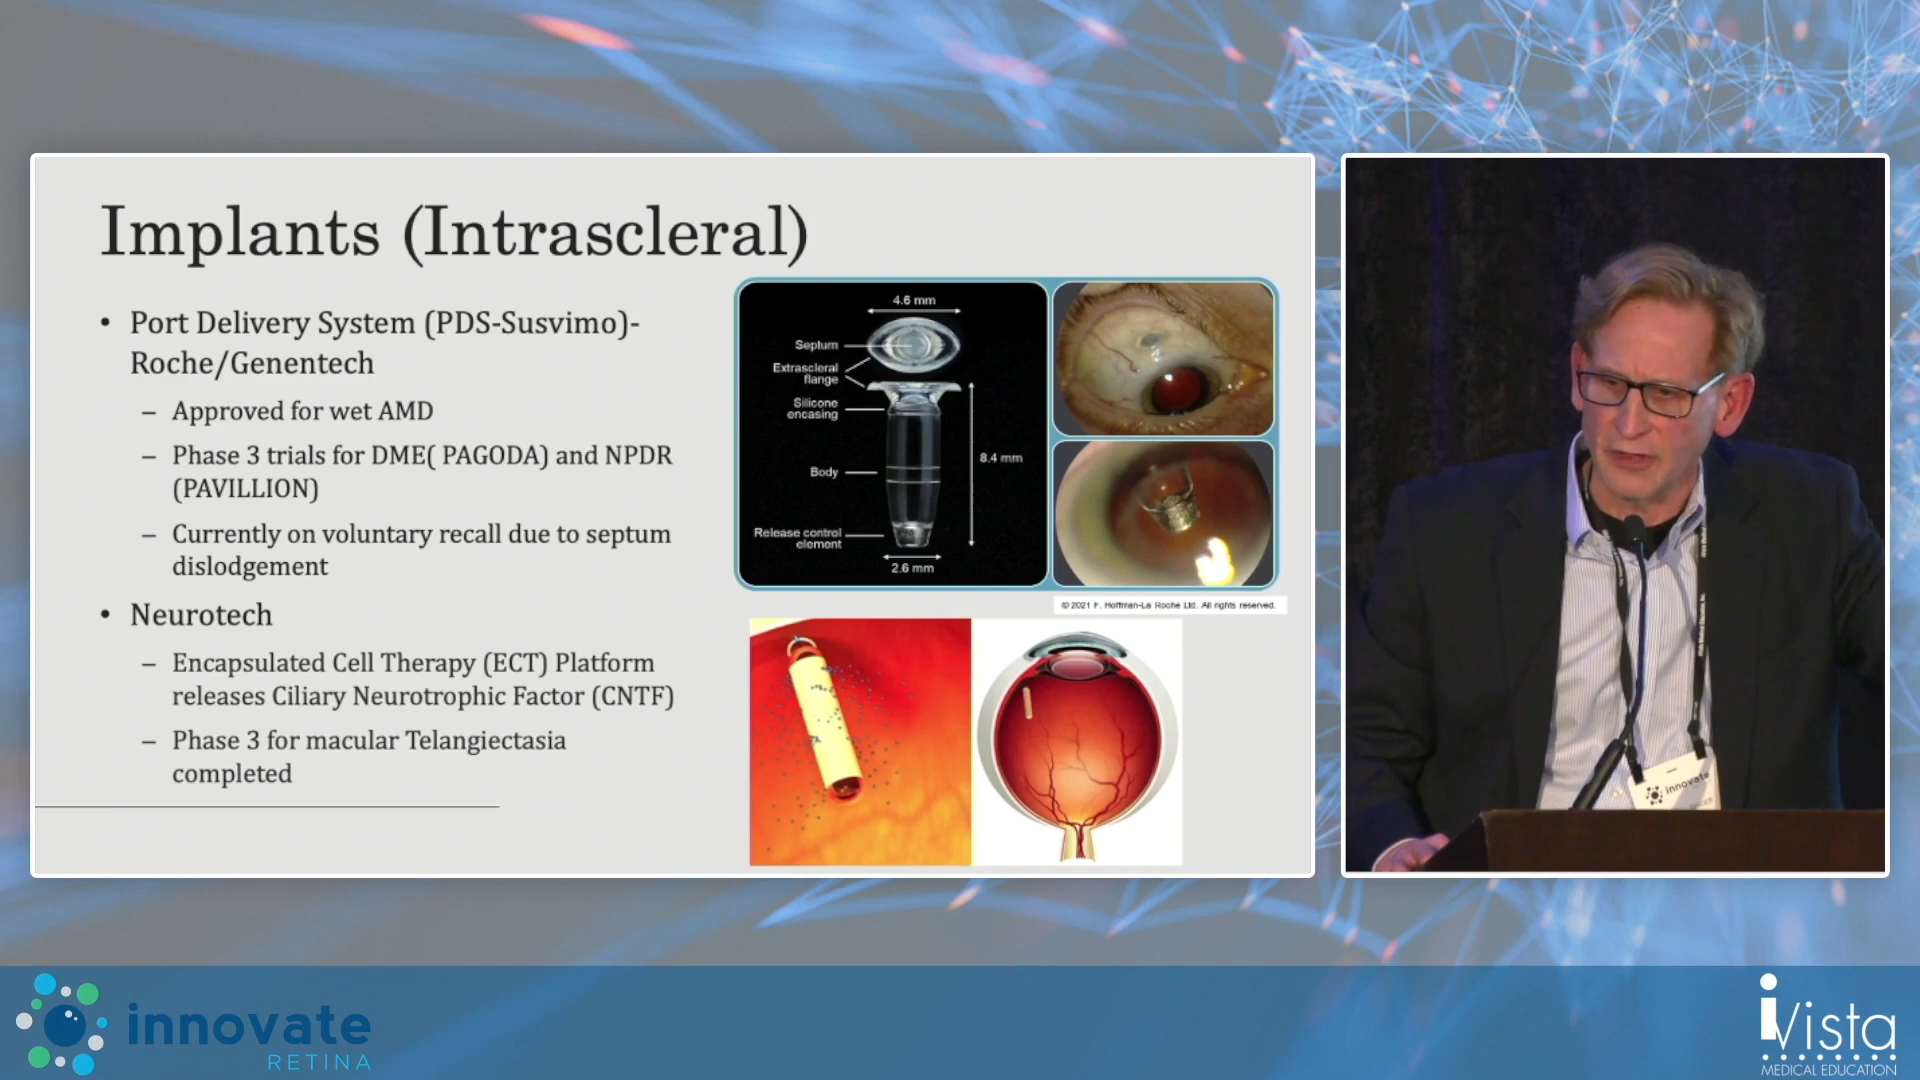 Implants (Intrascleral)
• Port Delivery System (PDS-Susvimo)-
Roche/Genentech
– Approved for wet AMD
– Phase 3 trials for DME( PAGODA) and NPDR
(PAVILLION)
– Currently on voluntary recall due to septum
dislodgement
• Neurotech
– Encapsulated Cell Therapy (ECT) Platform
releases Ciliary Neurotrophic Factor (CNTF)
– Phase 3 for macular Telangiectasia
completed
4.6 mm
Septum
Extrascleral
flange
Silicone
encasing
Body
8.4 mm
Release control
element
2.6 mm
© 2021 F. Hoffman-La Roche Ltd. All rights reserved.
innovate
innovate
RETINA
iVista
MEDICAL EDUCATION